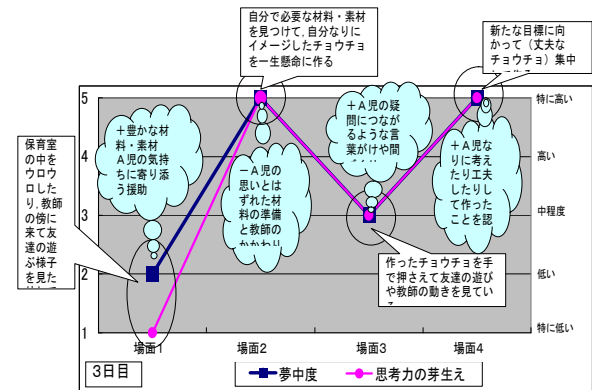 自分で必要な材料・素材
を見つけて,自分なりに
イメージしたチョウチョ
を一生懸命に作る
新たな目標に向
かって（丈夫な
チョウチョ）集中
保育室
の中を
ウロウ
ロした
り,教師
の傍に
来て友
達の遊
ぶ様子
を見た
＋豊かな材
料・素材
A児の気持
ちに寄り添
う援助
－A児の
思いとは
ずれた材
料の準備
と教師の
かかわり
＋A児の疑
問につなが
るような言
葉がけや間
＋A児な
りに考え
たり工夫
したりし
て作った
ことを認
作ったチョウチョを手
で押さえて友達の遊び
や教師の動きを見てい
5
4
3
2
1
特に高い
高い
中程度
低い
特に低い
場面1
場面2
場面3
場面4
3日目
夢中度
思考力の芽生え